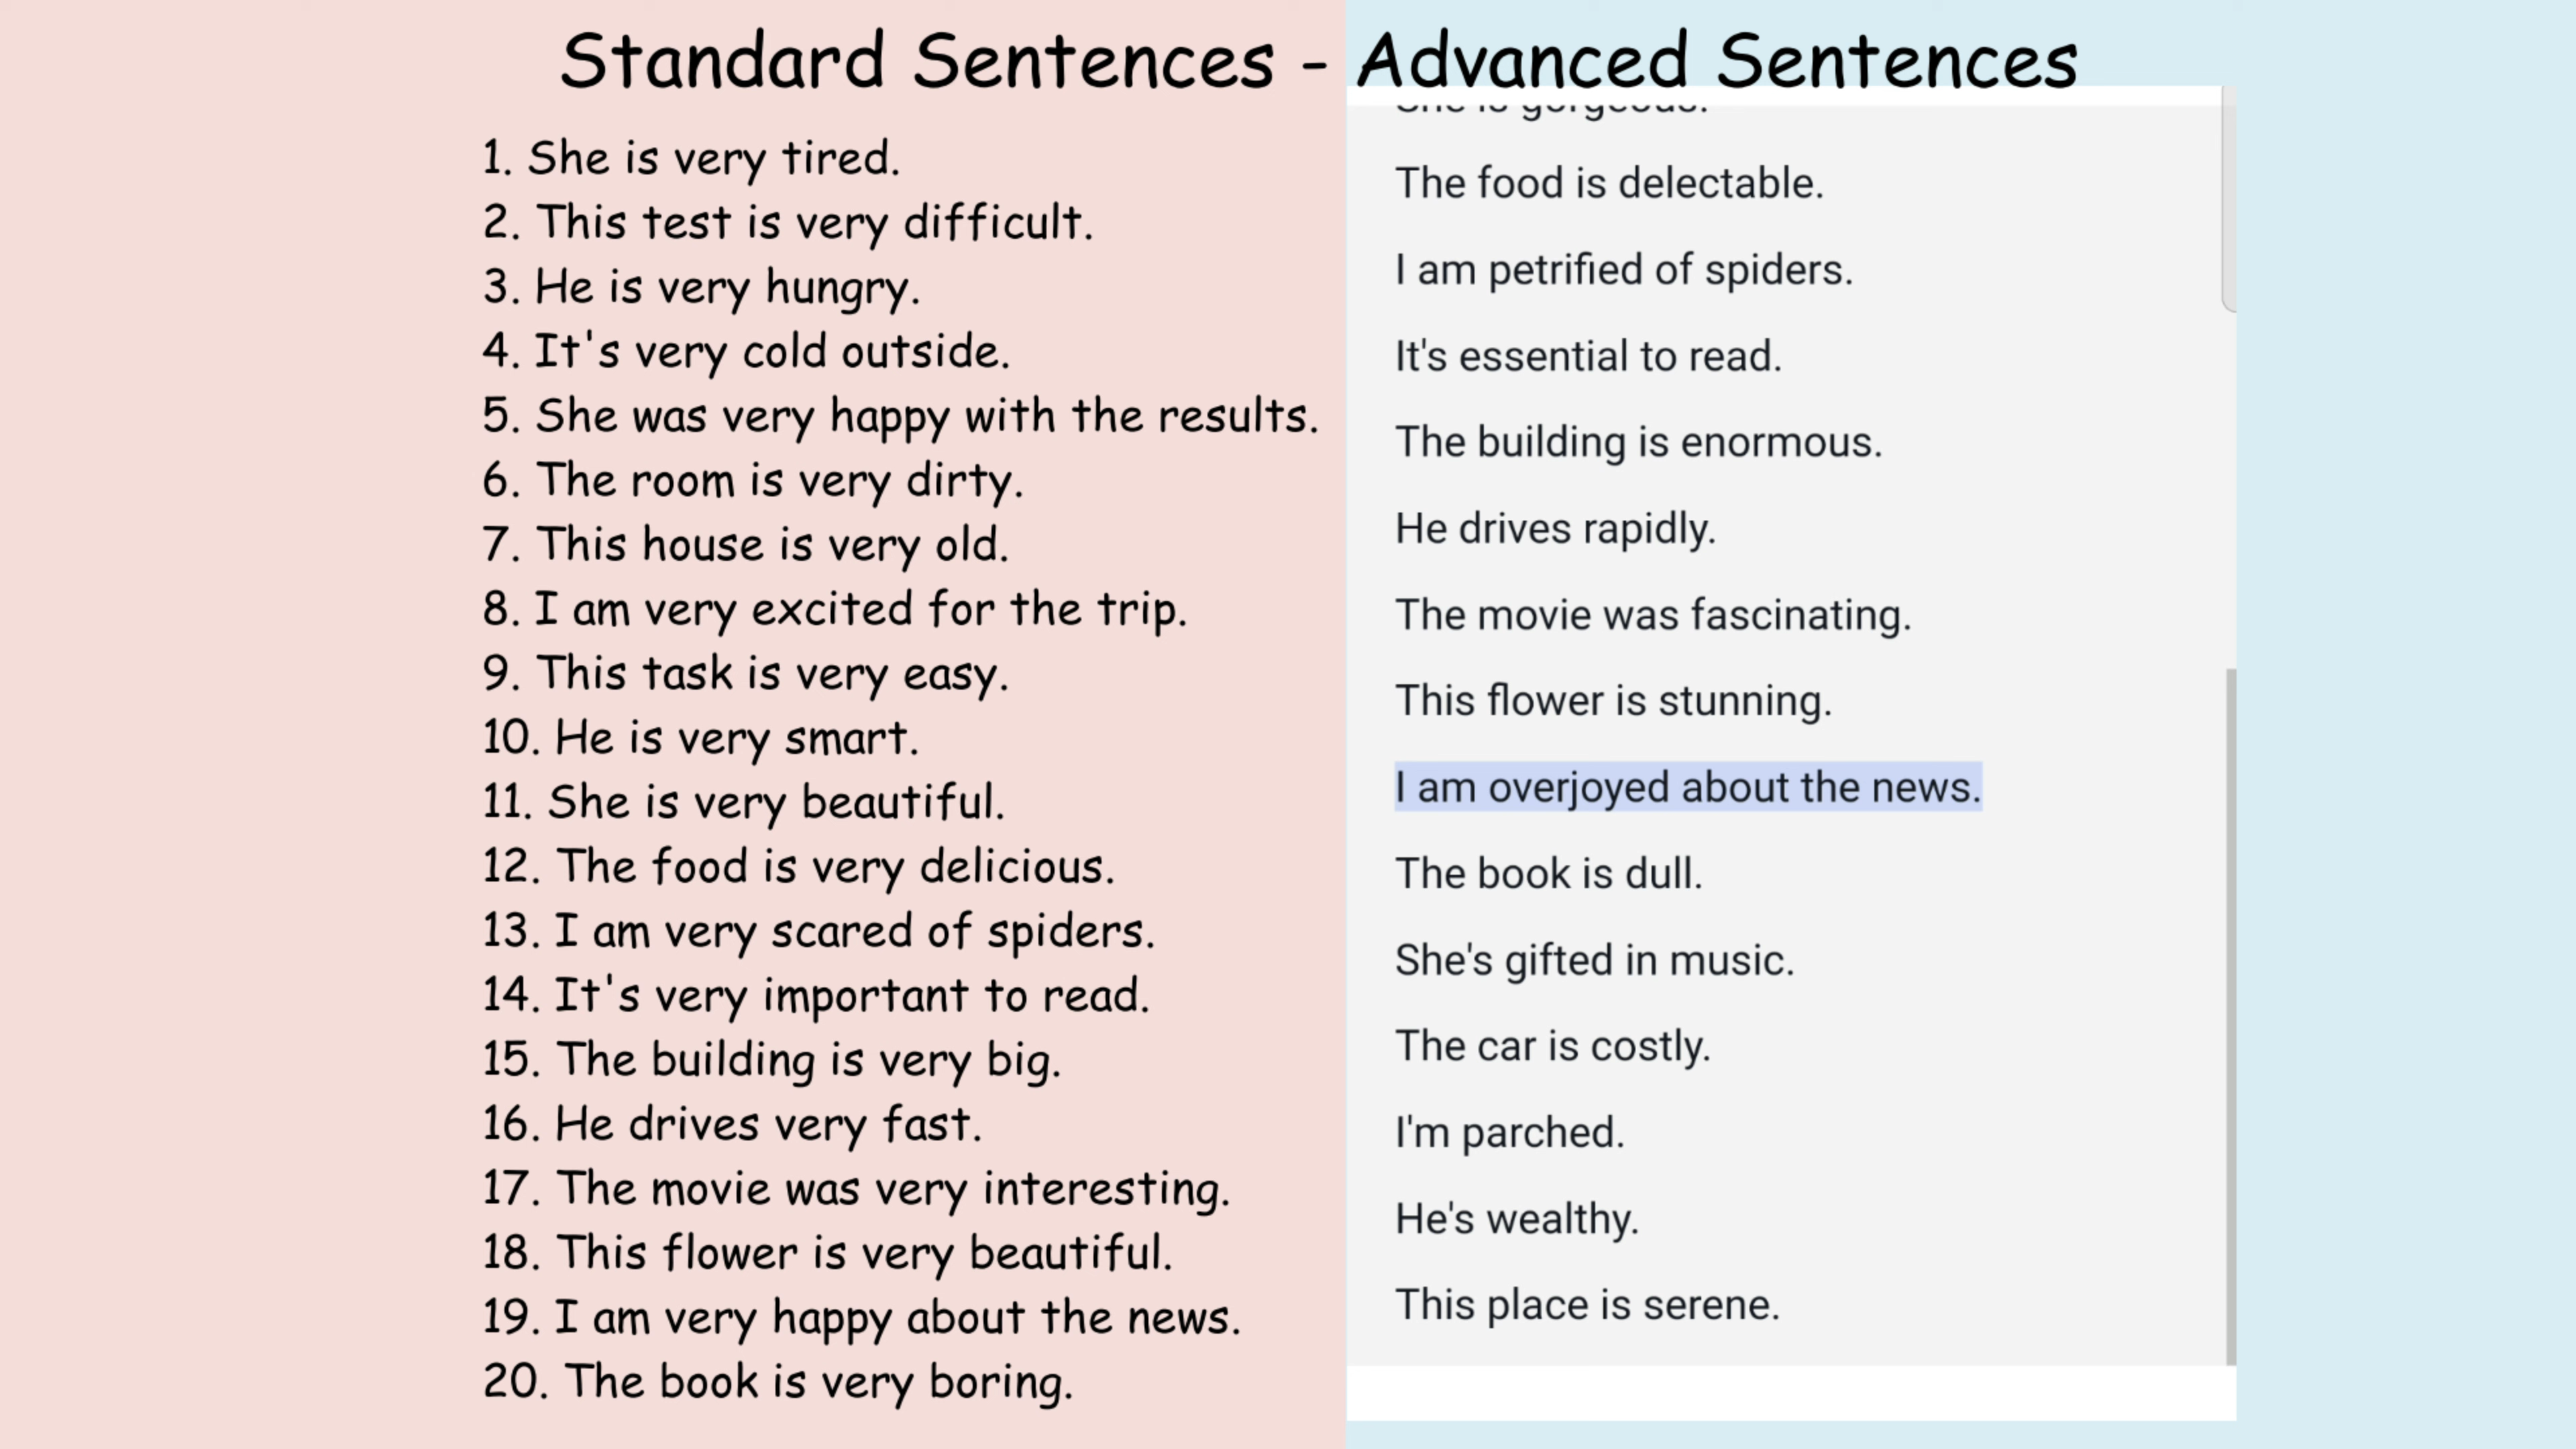 Standard Sentences - Advanced Sentences
1. She is very tired.
2. This test is very difficult.
3. He is very hungry.
4. It's very cold outside.
5. She was very happy with the results.
6. The room is very dirty.
7. This house is very old.
8. I am very excited for the trip.
9. This task is very easy.
10. He is very smart.
11. She is very beautiful.
12. The food is very delicious.
13. I am very scared of spiders.
14. It's very important to read.
15. The building is very big.
16. He drives very fast.
17. The movie was very interesting.
18. This flower is very beautiful.
19. I am very happy about the news.
20. The book is very boring.
She is gorgeous.
The food is delectable.
I am petrified of spiders.
It's essential to read.
The building is enormous.
He drives rapidly.
The movie was fascinating.
This flower is stunning.
I am overjoyed about the news.
The book is dull.
She's gifted in music.
The car is costly.
I'm parched.
He's wealthy.
This place is serene.